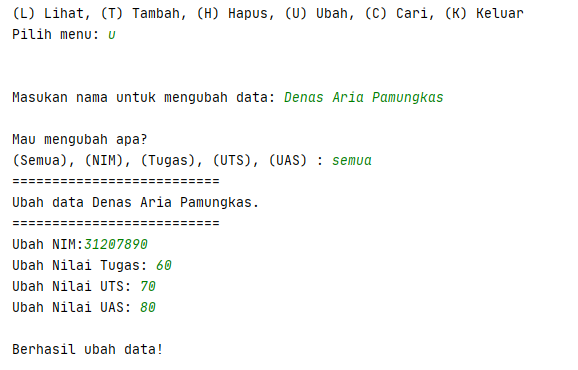 (L) Lihat, (T) Tambah, (H) Hapus, (U) Ubah, (C) Cari, (K) Keluar
Pilih menu: u
Masukan nama untuk mengubah data: Denas Aria Pamungkas
Mau mengubah apa?
(Semua), (NIM), (Tugas), (UTS), (UAS) : semua
==========================
Ubah data Denas Aria Pamungkas.
==========================
Ubah NIM:31207890
Ubah Nilai Tugas: 60
Ubah Nilai UTS: 70
Ubah Nilai UAS: 80
Berhasil ubah data!